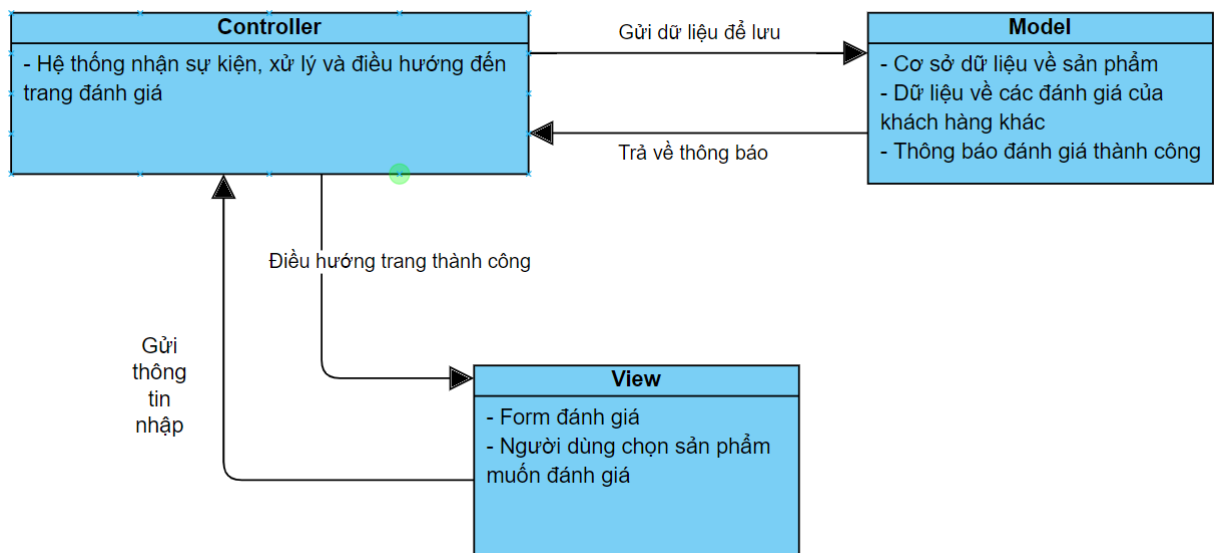 Controller
- Hệ thống nhận sự kiện, xử lý và điều hướng đến
trang đánh giá
Gửi dữ liệu để lưu
Trả về thông báo
Model
- Cơ sở dữ liệu về sản phẩm
- Dữ liệu về các đánh giá của
khách hàng khác
- Thông báo đánh giá thành công
Điều hướng trang thành công
Gửi
thông
tin
nhập
View
- Form đánh giá
- Người dùng chọn sản phẩm
muốn đánh giá